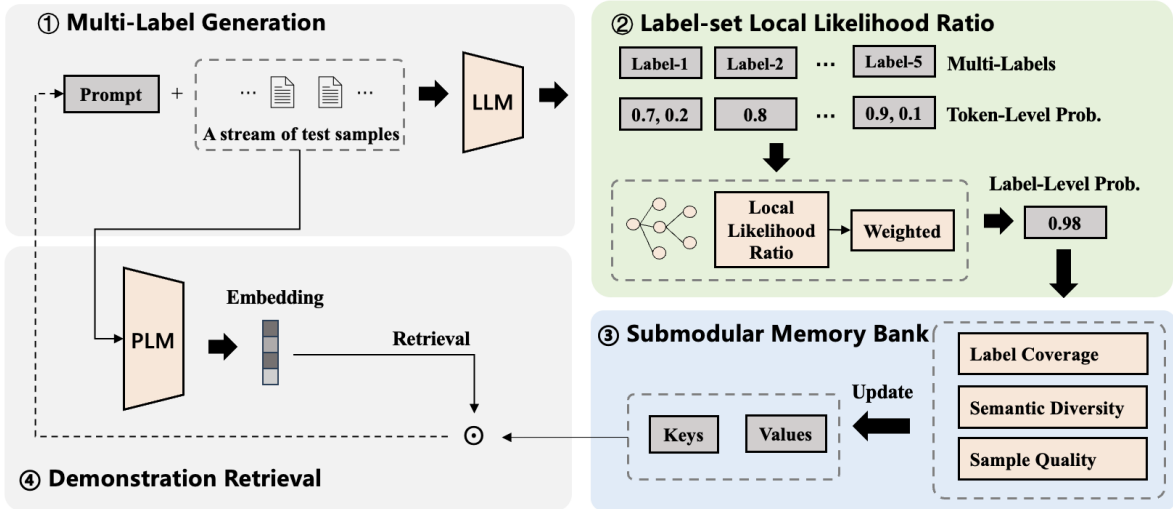 ① Multi-Label Generation
Prompt
+
...
...
A stream of test samples
LLM
② Label-set Local Likelihood Ratio
Label-1
Label-2
...
Label-5
Multi-Labels
0.7, 0.2
0.8
...
0.9, 0.1
Token-Level Prob.
Local
Likelihood
Ratio
Weighted
Label-Level Prob.
0.98
③ Submodular Memory Bank
Label Coverage
Semantic Diversity
Sample Quality
Update
Keys
Values
PLM
Embedding
Retrieval
④ Demonstration Retrieval